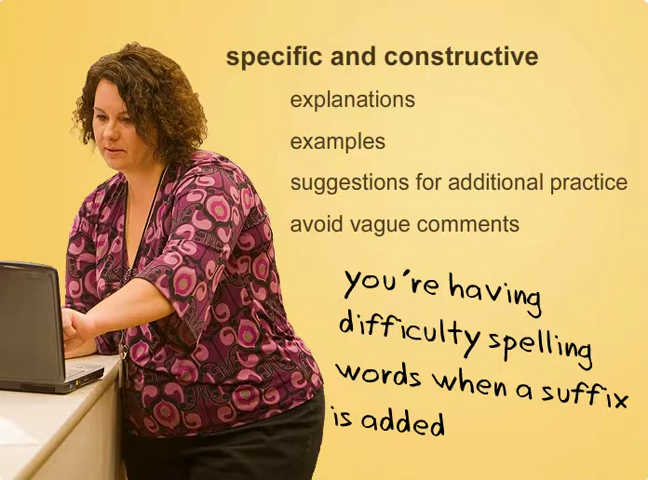 specific and constructive
explanations
examples
suggestions for additional practice
avoid vague comments
you're having
difficulty spelling
words when a suffix
is added